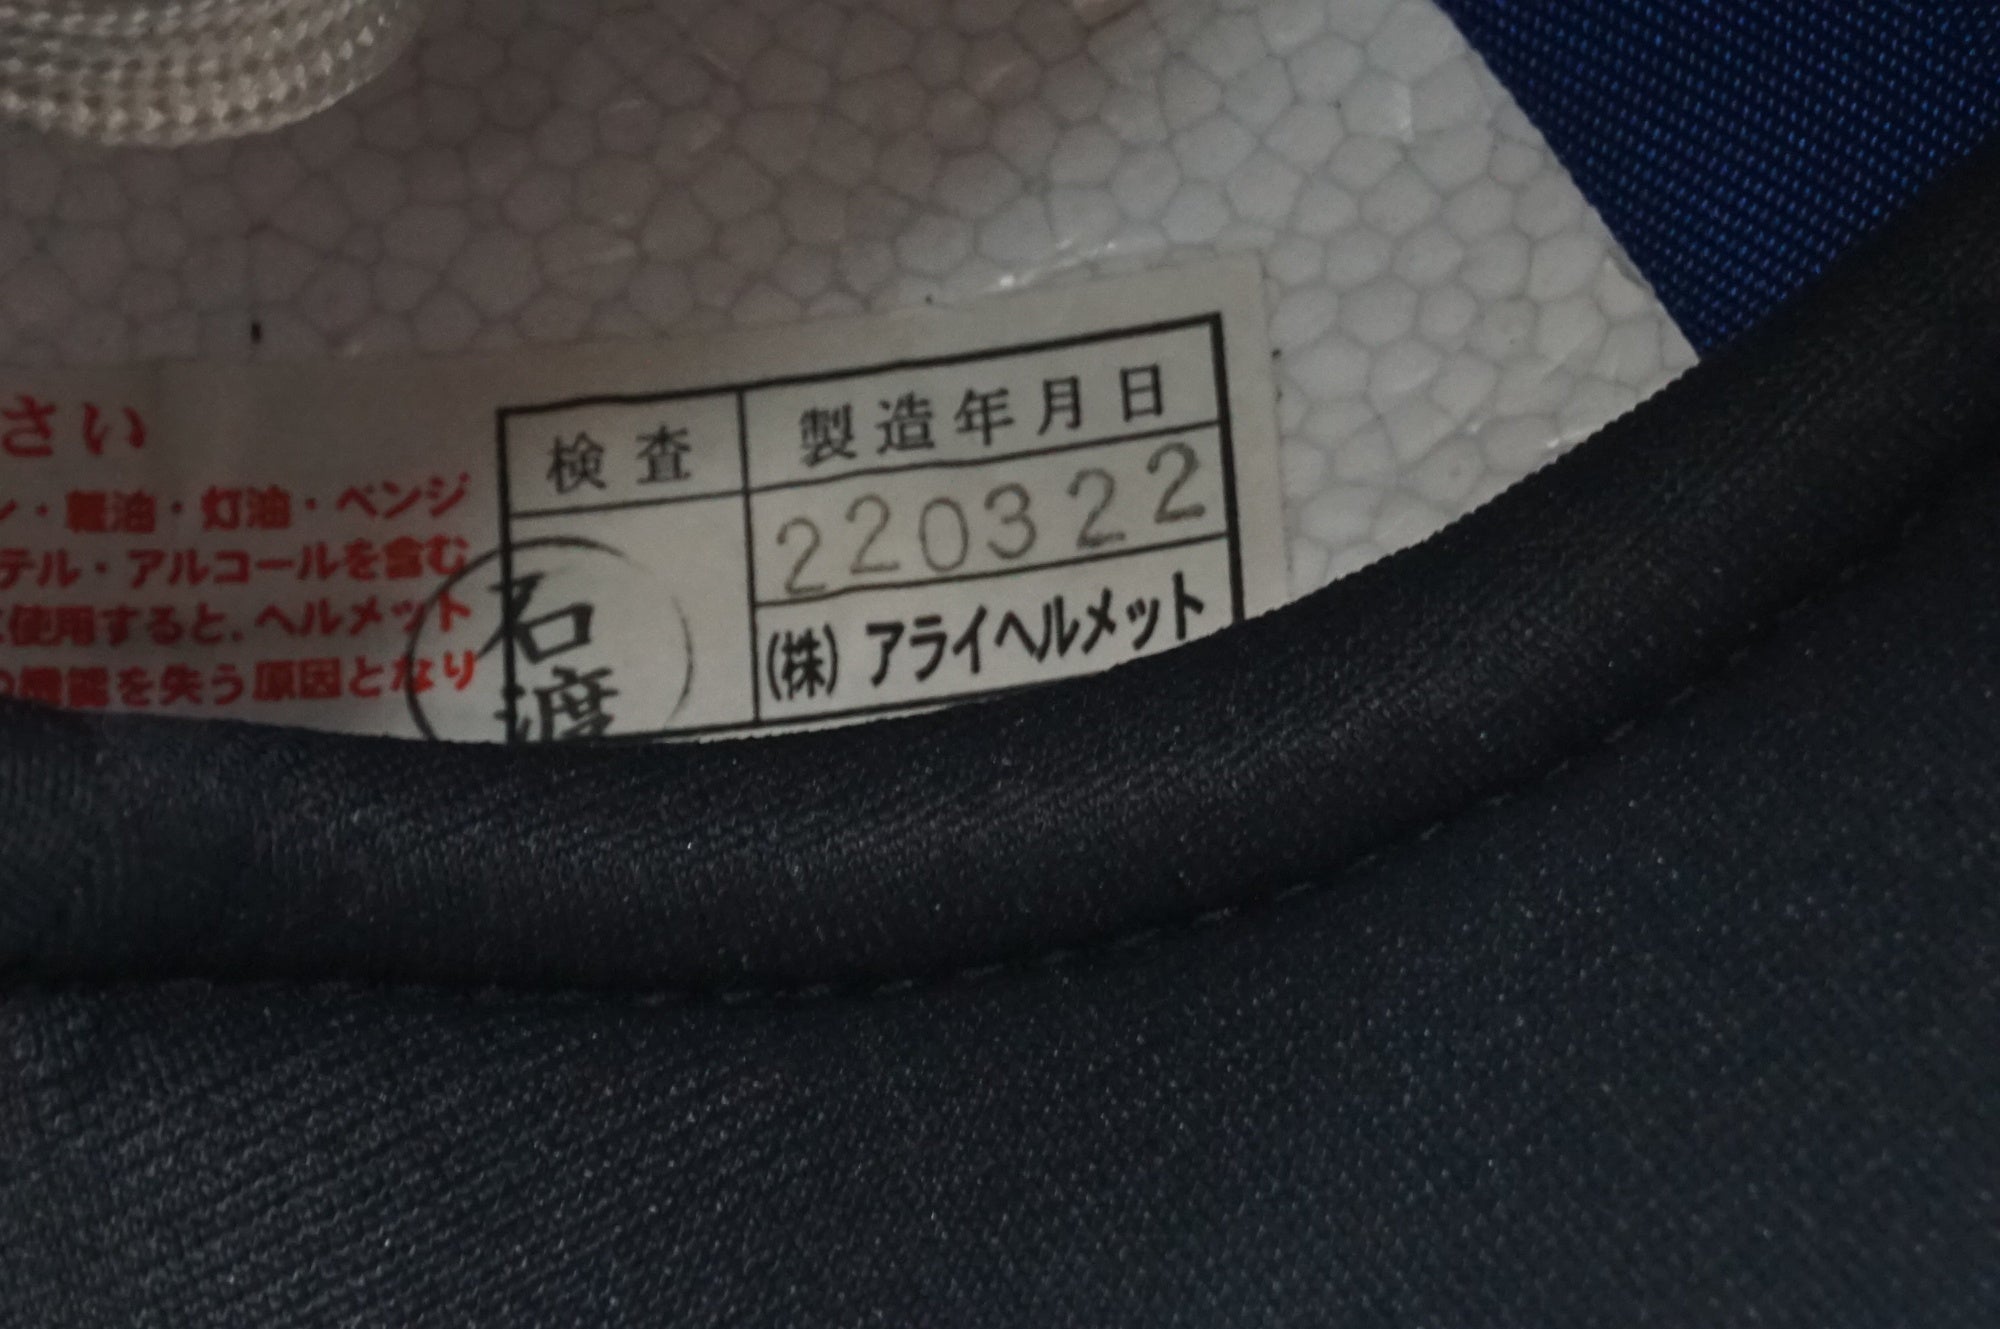 さい
ン・軽油・灯油・ベンジ
テル・アルコールを含む
使用すると、ヘルメット
の機能を失う原因となり
検査
製造年月日
220322
石渡
(株)アライヘルメット